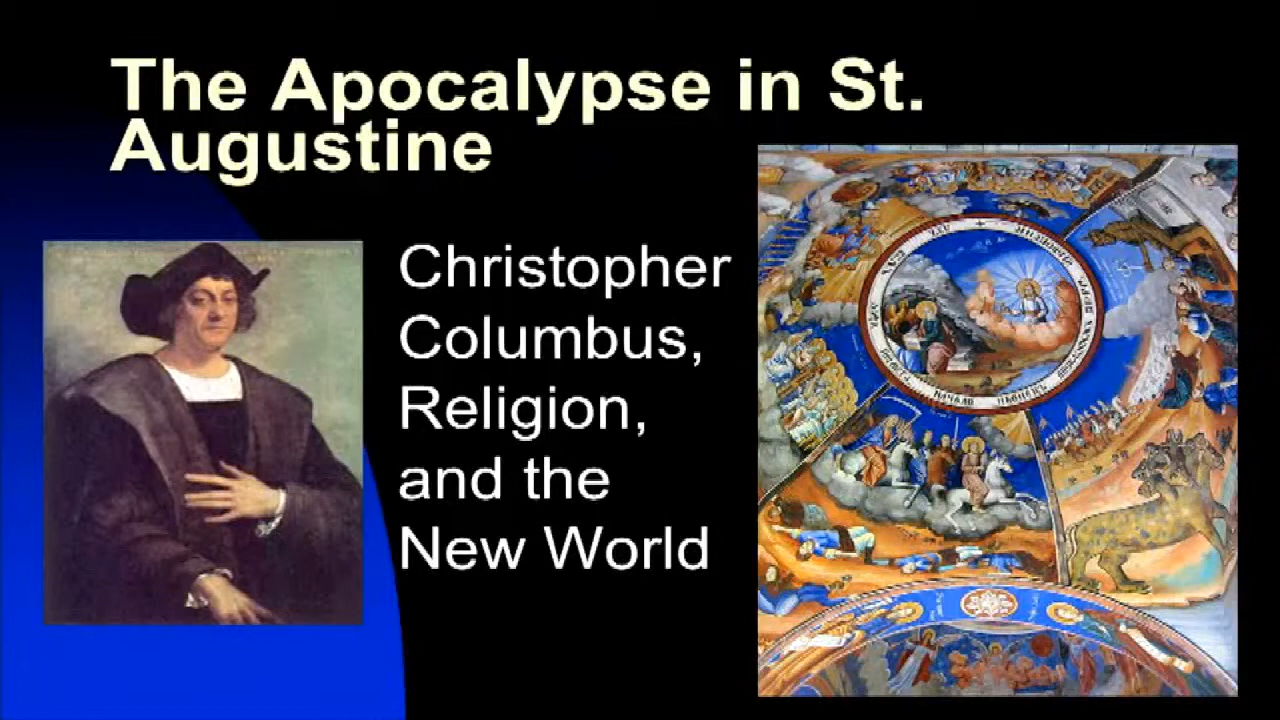 The Apocalypse in St.
Augustine
Christopher
Columbus,
Religion,
and the
New World